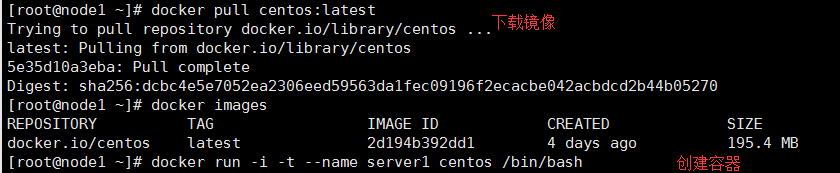 [root@node1 ~]# docker pull centos:latest
Trying to pull repository docker.io/library/centos ... 下载镜像
latest: Pulling from docker.io/library/centos
5e35d10a3eba: Pull complete
Digest: sha256:dcbc4e5e7052ea2306eed59563da1fec09196f2ecacbe042acbdcd2b44b05270
[root@node1 ~]# docker images
REPOSITORY TAG IMAGE ID CREATED SIZE
docker.io/centos latest 2d194b392dd1 4 days ago 195.4 MB
[root@node1 ~]# docker run -i -t --name server1 centos /bin/bash 创建容器